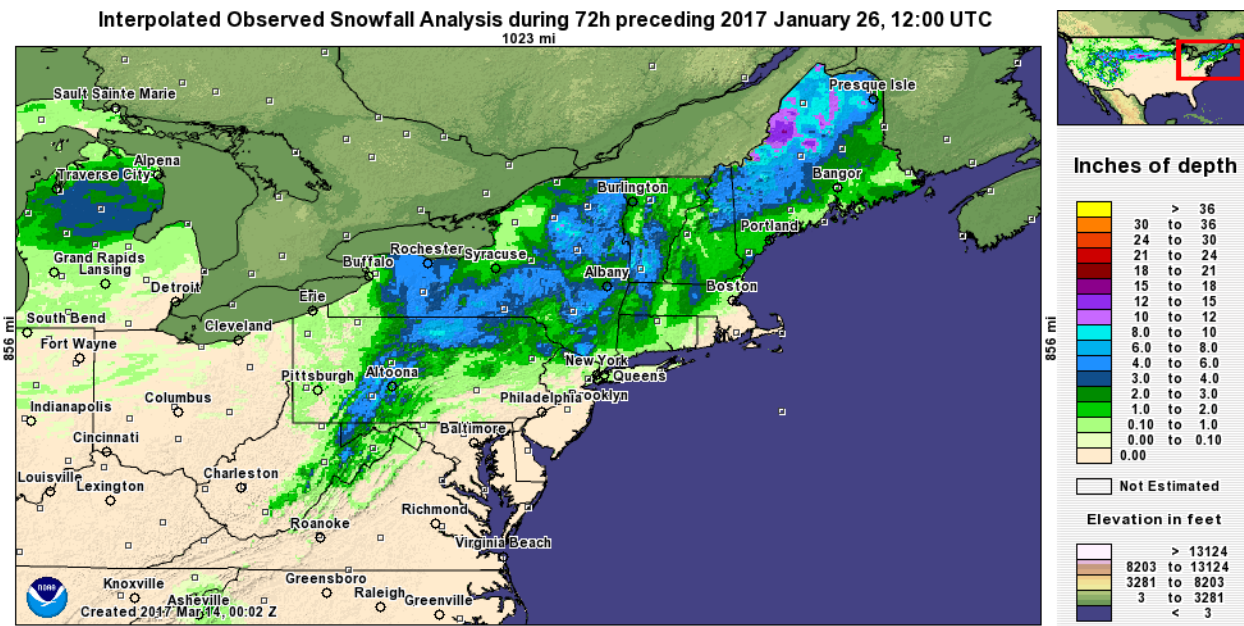 Interpolated Observed Snowfall Analysis during 72h preceding 2017 January 26, 12:00 UTC
1023 mi
856 mi
Sault Sainte Marie
Presque Isle
Alpena
Traverse City
Bangor
Burlington
Portland
Rochester
Syracuse
Grand Rapids
Buffalo
Lansing
Albany
Detroit
Erie
Boston
South Bend
Cleveland
Fort Wayne
New York
Pittsburgh
Altoona
Queens
Columbus
Philadelphia
rooklyn
Indianapolis
Baltimore
Cincinnati
Louisville
Charleston
Lexington
Richmond
Roanoke
Virginia Beach
Knoxville
Greensboro
Asheville
Raleigh
Greenville
NOAA
Created 2017 Mar 14, 00:02 Z
856 mi
Inches of depth
> 36
30 to 36
24 to 30
21 to 24
18 to 21
15 to 18
12 to 15
10 to 12
8.0 to 10
6.0 to 8.0
4.0 to 6.0
3.0 to 4.0
2.0 to 3.0
1.0 to 2.0
0.10 to 1.0
0.00 to 0.10
0.00
Not Estimated
Elevation in feet
> 13124
8203 to 13124
3281 to 8203
3 to 3281
< 3